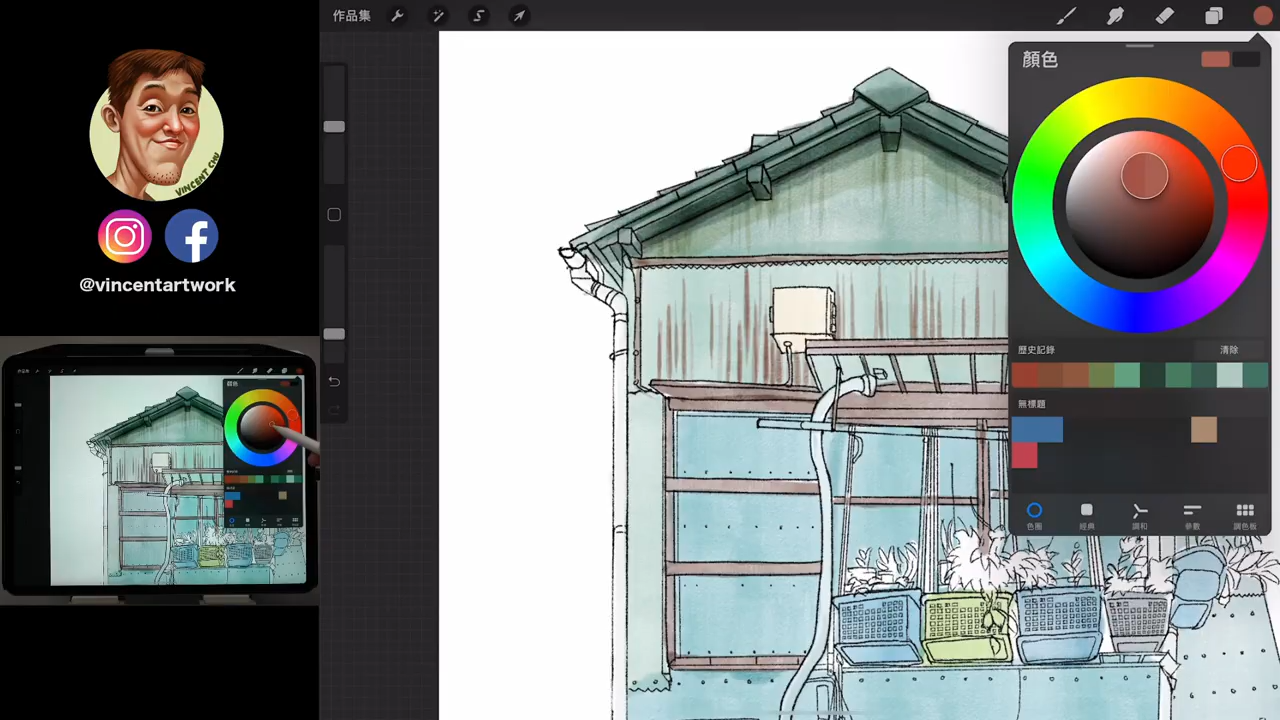 VINCENT CHU
@vincentartwork
作品集
顏色
歷史記錄
清除
無標題
色圈
經典
調和
參數
調色板